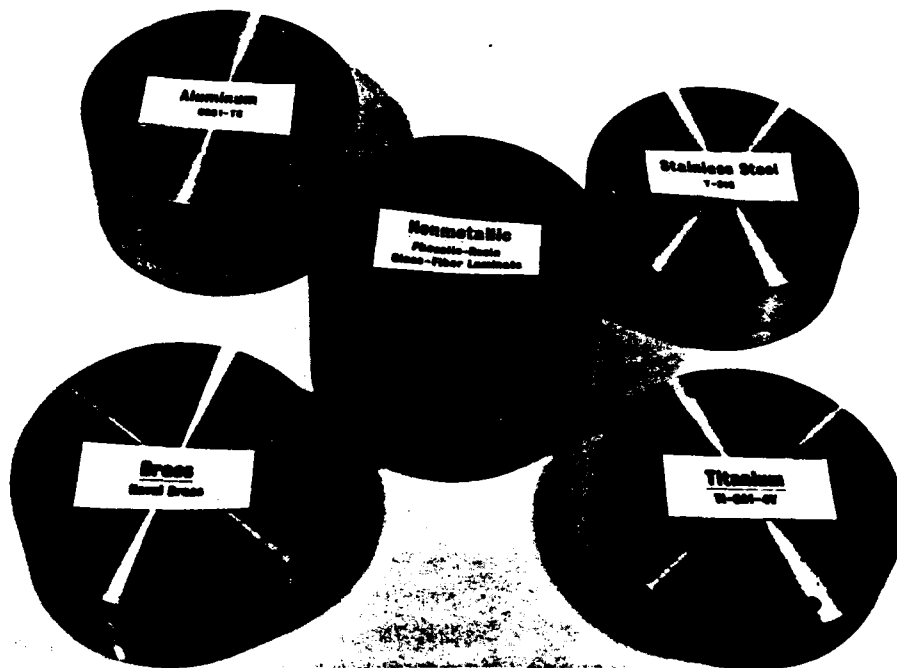 Aluminum
Stainless Steel
Nonmetallic
Phenolic-Resin
Glass-Fiber Laminate
Brass
Naval Brass
Titanium